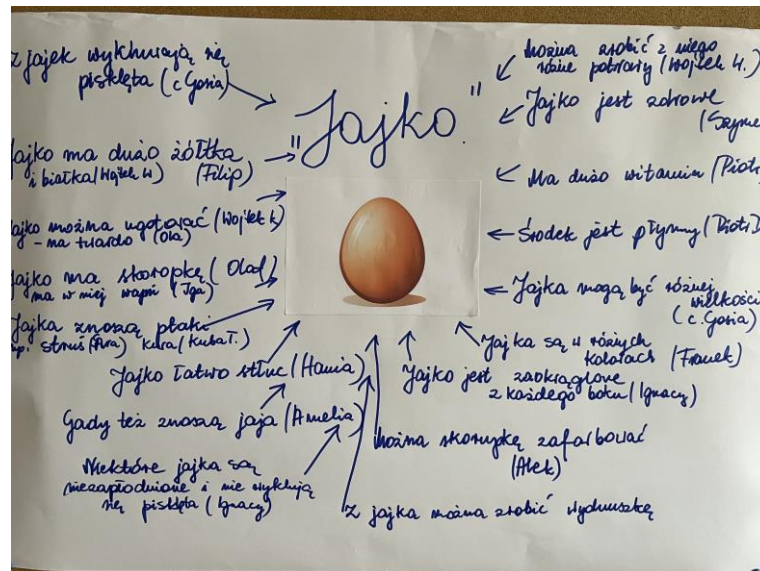 "Jajko"
z jajek wykluwają się
pisklęta (c. Gosia)
Jajko ma dużo żółtka
i białka (Wojtek W) (Filip)
Jajko można ugotować (Wojtek k)
- na twardo (Ola)
Jajko ma skorupkę (Olaf)
ma w niej wapń (Iga)
Jajka znoszą ptaki
np. struś kura (Kuba T.)
Jajko łatwo stłuc (Hania)
Gady też znoszą jaja (Amelia)
Niektóre jajka są
niezapłodnione i nie wyklują
się pisklęta (Ignacy)
Można zrobić z niego
różne potrawy (Wojtek W.)
Jajko jest zdrowe
(Szyme
Ma dużo witamin (Piotr
Środek jest płynny (Piotr D
Jajka mogą być różnej
wielkości
(c. Gosia)
Jajka są w różnych
kolorach (Franek)
Jajko jest zaokrąglone
z każdego boku (Ignacy)
Można skorupkę zafarbować
(Alek)
z jajka można zrobić wydmuszkę